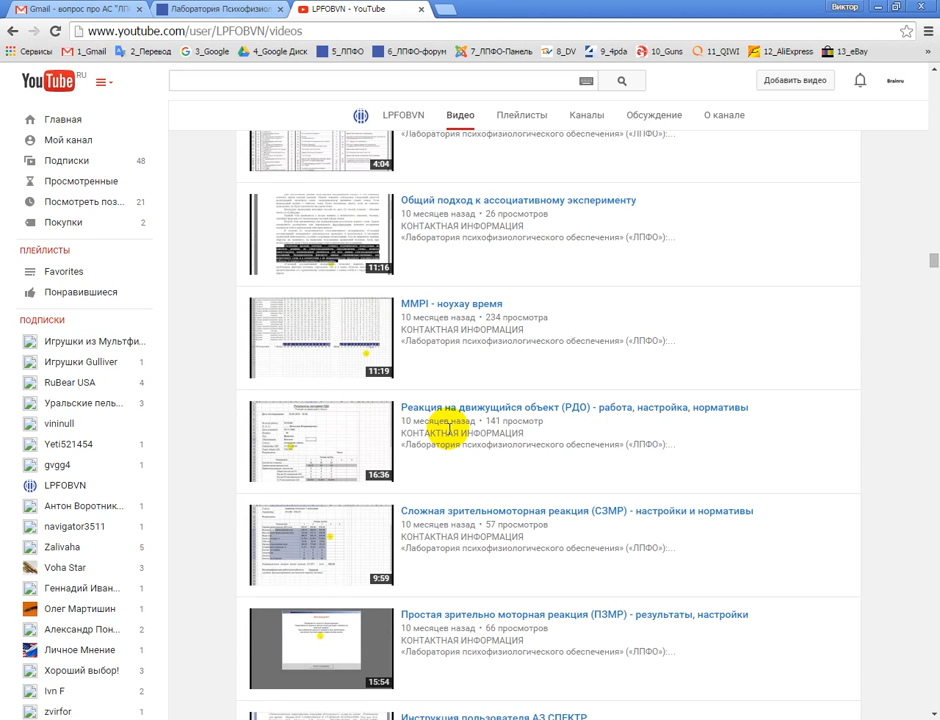 Gmail - вопрос про АС "ЛП
Лаборатория Психофизиол
LPFOBVN - YouTube
Виктор
www.youtube.com/user/LPFOBVN/videos
Сервисы 1_Gmail 2_Перевод 3_Google 4_Google Диск 5_ЛПФО 6_ЛПФО-форум 7_ЛПФО-Панель 8_DV 9_4pda 10_Guns 11_QIWI 12_AliExpress 13_eBay »
YouTube RU
Добавить видео
Brainru
LPFOBVN Видео Плейлисты Каналы Обсуждение О канале
Главная
Мой канал
Подписки 48
Просмотренные
Посмотреть поз... 21
Покупки 2
ПЛЕЙЛИСТЫ
Favorites
Понравившиеся
ПОДПИСКИ
Игрушки из Мультфи...
Игрушки Gulliver 1
RuBear USA 4
Уральские пель... 3
vininull 1
Yeti521454 4
gvgg4 1
LPFOBVN
Антон Воротник... 1
navigator3511 1
Zalivaha 5
Voha Star 3
Геннадий Иван... 1
Олег Мартишин 1
Александр Пон... 1
Личное Мнение 1
Хороший выбор! 3
Ivn F 2
zvirfor 1
4:04
«Лаборатория психофизиологического обеспечения» («ЛПФО»:...
11:16
Общий подход к ассоциативному эксперименту
10 месяцев назад • 26 просмотров
КОНТАКТНАЯ ИНФОРМАЦИЯ
«Лаборатория психофизиологического обеспечения» («ЛПФО»:...
11:19
MMPI - ноухау время
10 месяцев назад • 234 просмотра
КОНТАКТНАЯ ИНФОРМАЦИЯ
«Лаборатория психофизиологического обеспечения» («ЛПФО»:...
16:36
Реакция на движущийся объект (РДО) - работа, настройка, нормативы
10 месяцев назад • 141 просмотр
КОНТАКТНАЯ ИНФОРМАЦИЯ
«Лаборатория психофизиологического обеспечения» («ЛПФО»:...
9:59
Сложная зрительномоторная реакция (СЗМР) - настройки и нормативы
10 месяцев назад • 57 просмотров
КОНТАКТНАЯ ИНФОРМАЦИЯ
«Лаборатория психофизиологического обеспечения» («ЛПФО»:...
15:54
Простая зрительно моторная реакция (ПЗМР) - результаты, настройки
10 месяцев назад • 66 просмотров
КОНТАКТНАЯ ИНФОРМАЦИЯ
«Лаборатория психофизиологического обеспечения» («ЛПФО»:...
Инструкция пользователя АЗ СПЕКТР